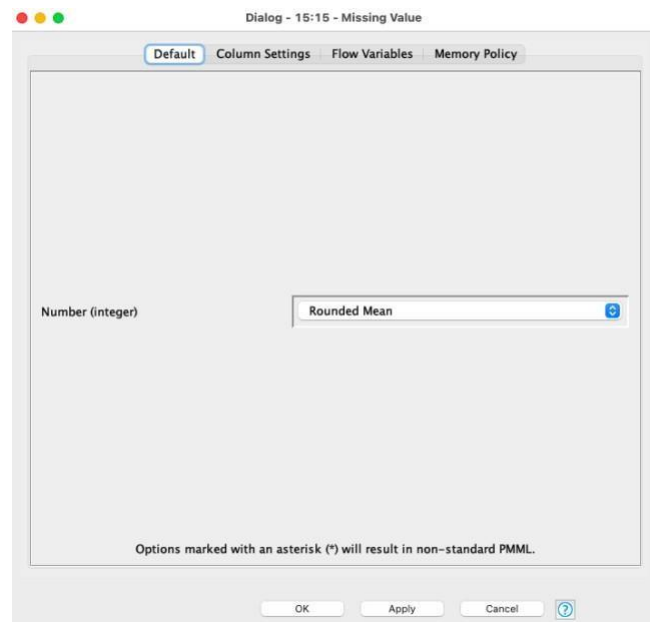 Dialog - 15:15 - Missing Value
Default Column Settings Flow Variables Memory Policy
Number (integer) Rounded Mean
Options marked with an asterisk (*) will result in non-standard PMML.
OK Apply Cancel ?